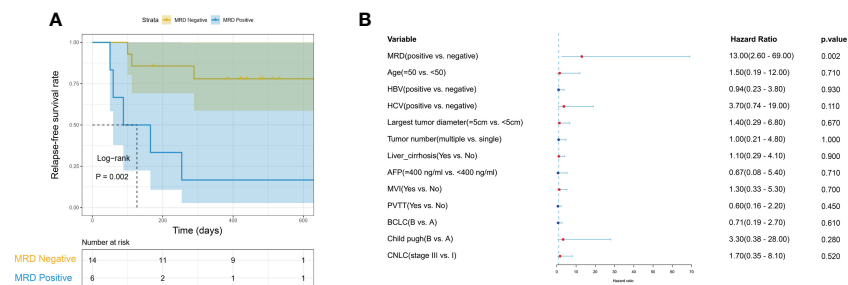 A
Strata MRD Negative MRD Positive
Relapse-free survival rate
1.00
0.75
0.50
0.25
0.00
Log-rank
P = 0.002
0 200 400 600
Time (days)
Number at risk
MRD Negative 14 11 9 1
MRD Positive 6 2 1 1
B
Variable Hazard Ratio p.value
MRD(positive vs. negative) 13.00(2.60 - 69.00) 0.002
Age(=50 vs. <50) 1.50(0.19 - 12.00) 0.710
HBV(positive vs. negative) 0.94(0.23 - 3.80) 0.930
HCV(positive vs. negative) 3.70(0.74 - 19.00) 0.110
Largest tumor diameter(=5cm vs. <5cm) 1.40(0.29 - 6.80) 0.670
Tumor number(multiple vs. single) 1.00(0.21 - 4.80) 1.000
Liver_cirrhosis(Yes vs. No) 1.10(0.29 - 4.10) 0.900
AFP(=400 ng/ml vs. <400 ng/ml) 0.67(0.08 - 5.40) 0.710
MVI(Yes vs. No) 1.30(0.33 - 5.30) 0.700
PVTT(Yes vs. No) 0.60(0.16 - 2.20) 0.450
BCLC(B vs. A) 0.71(0.19 - 2.70) 0.610
Child pugh(B vs. A) 3.30(0.38 - 28.00) 0.280
CNLC(stage III vs. I) 1.70(0.35 - 8.10) 0.520
0 10 20 30 40 50 60 70
Hazard ratio